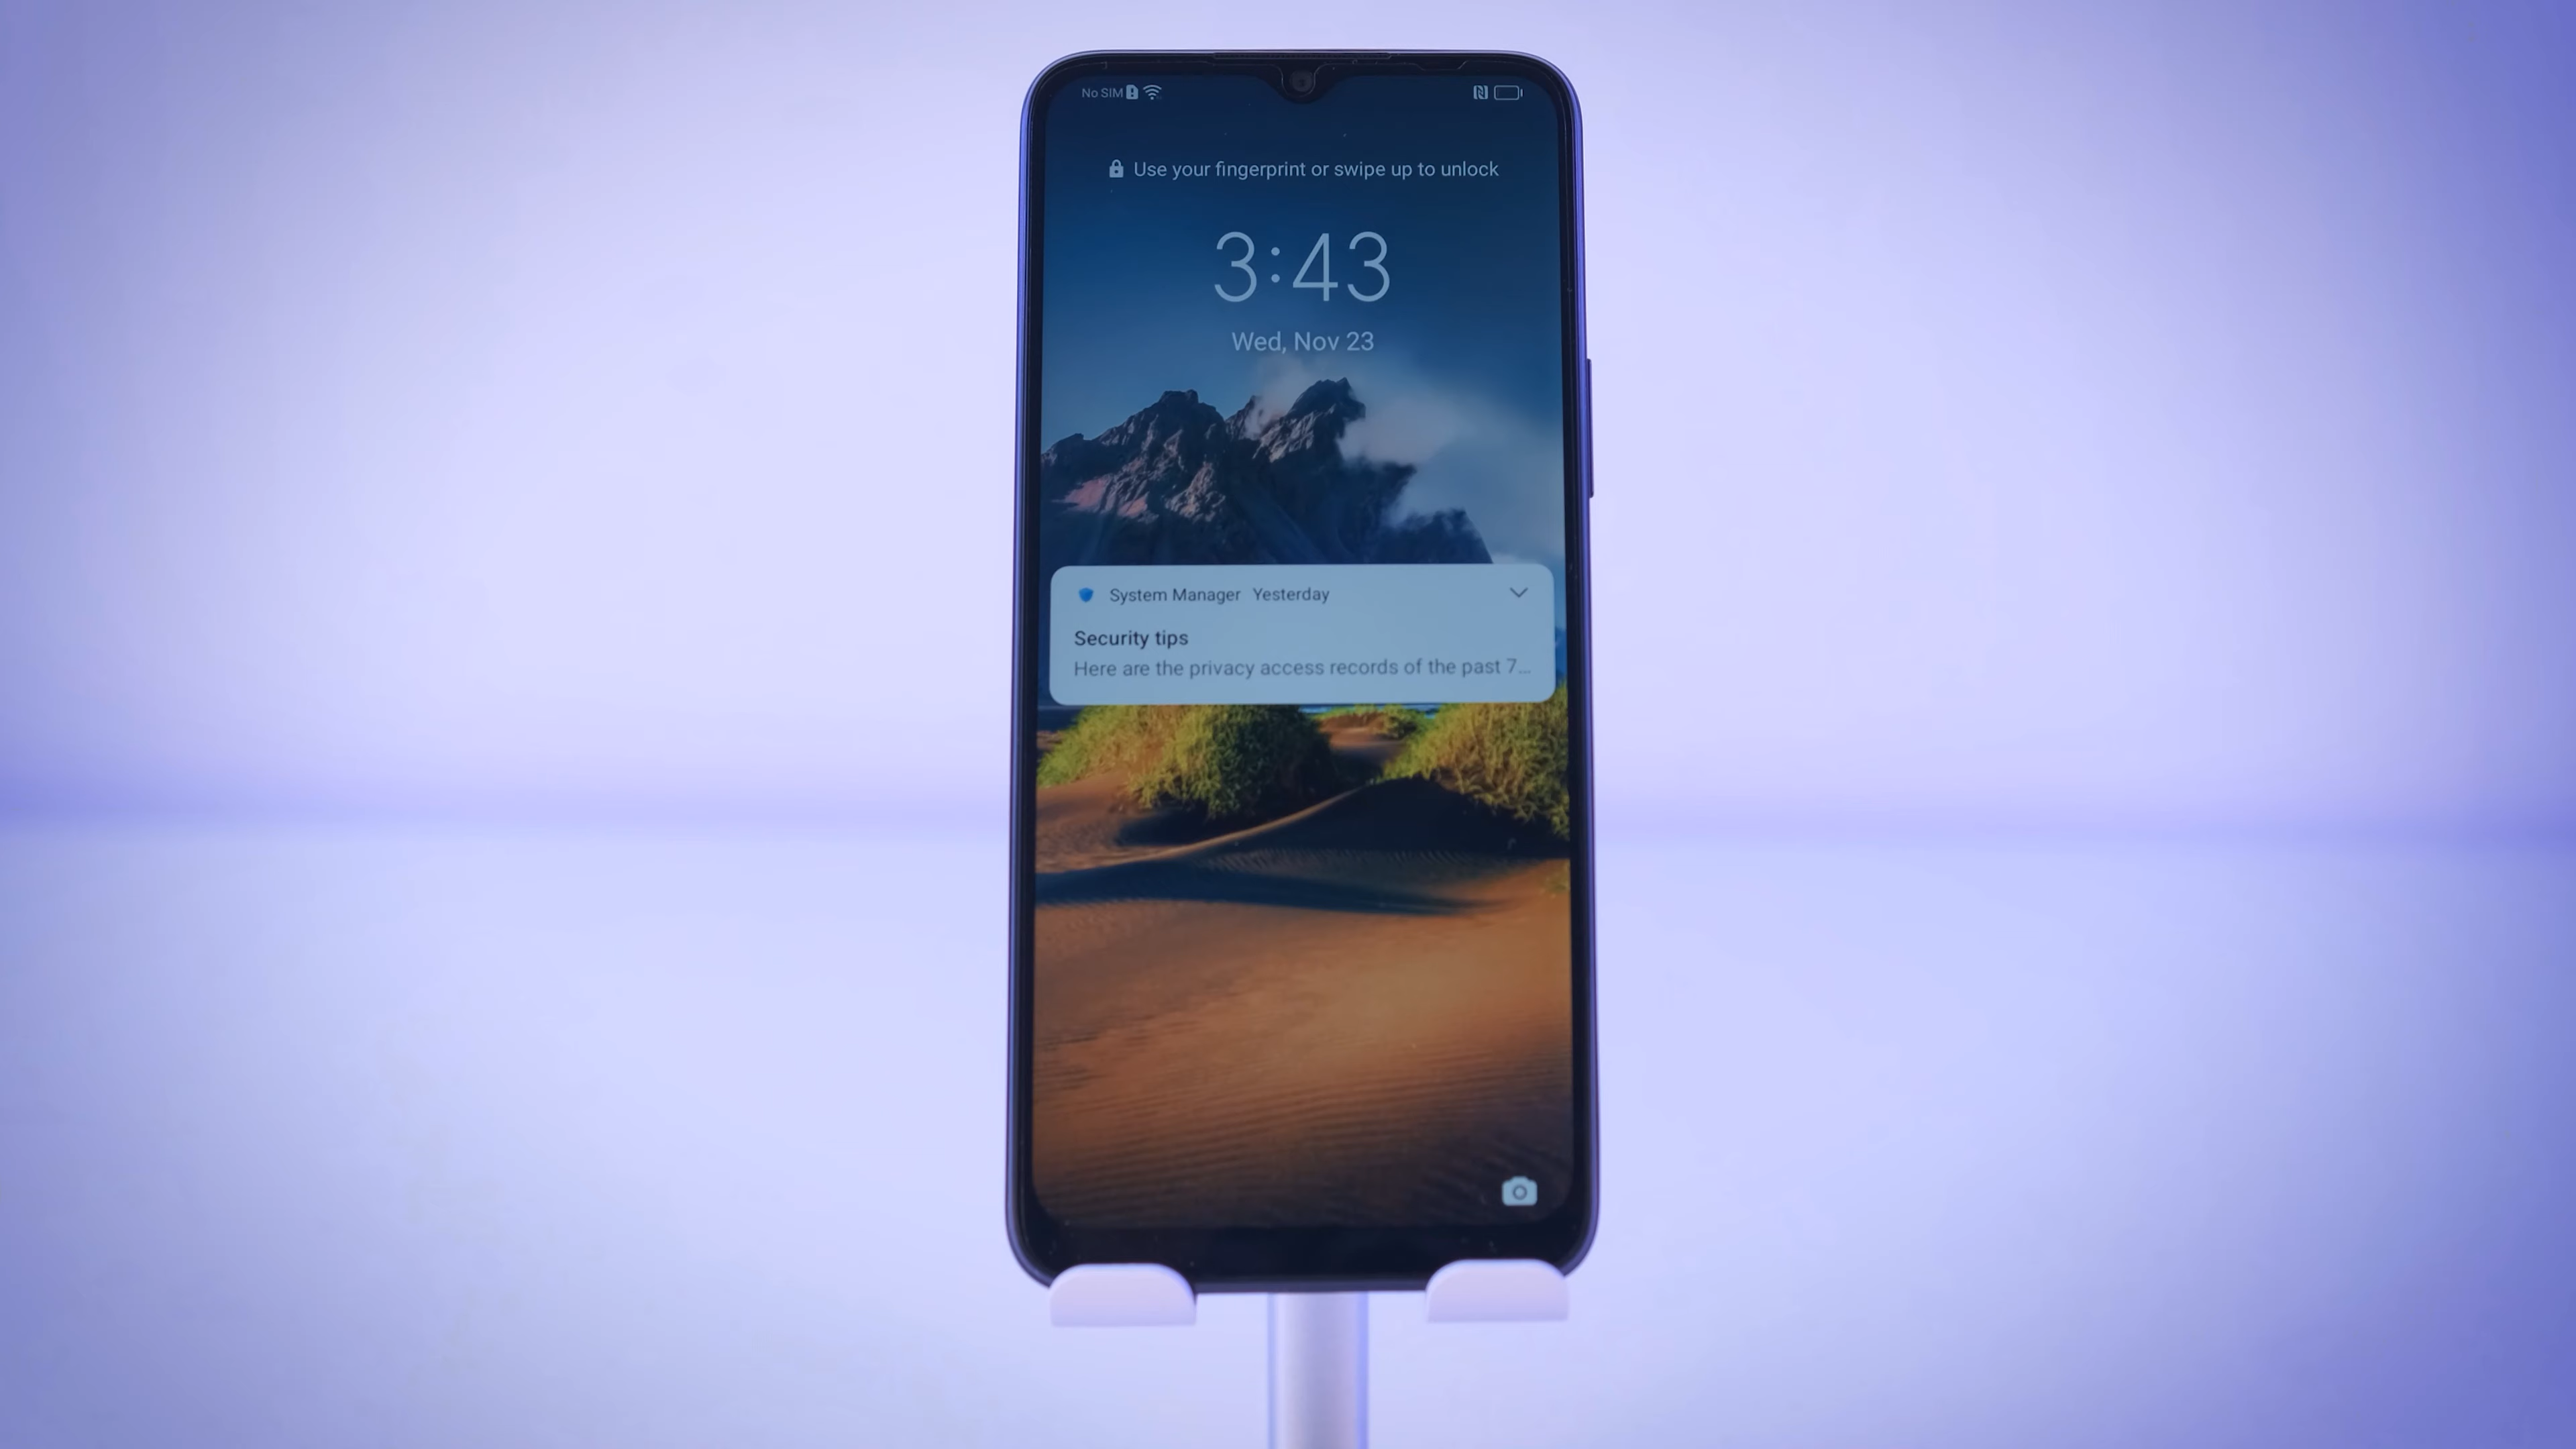 No SIM
Use your fingerprint or swipe up to unlock
3:43
Wed, Nov 23
System Manager Yesterday
Security tips
Here are the privacy access records of the past 7...